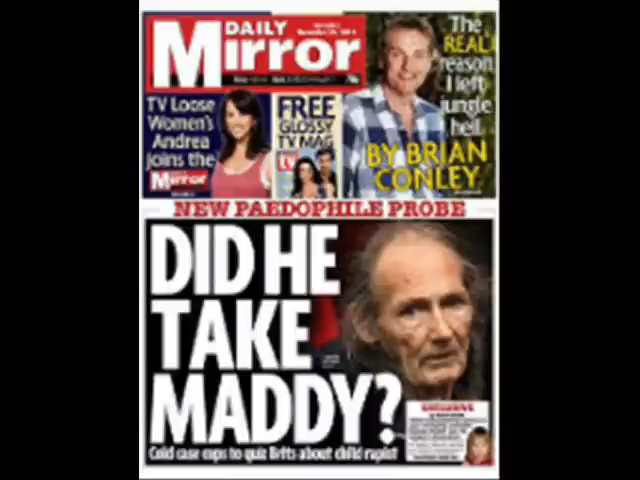 DAILY
Mirror
TV Loose
Women's
Andrea
joins the
Mirror
FREE
GLOSSY
TV MAG
The
REAL
reason
I left
jungle
hell
BY BRIAN
CONLEY
NEW PAEDOPHILE PROBE
DID HE
TAKE
MADDY?
Cold case cops to quiz Brits about child rapist
EXCLUSIVE